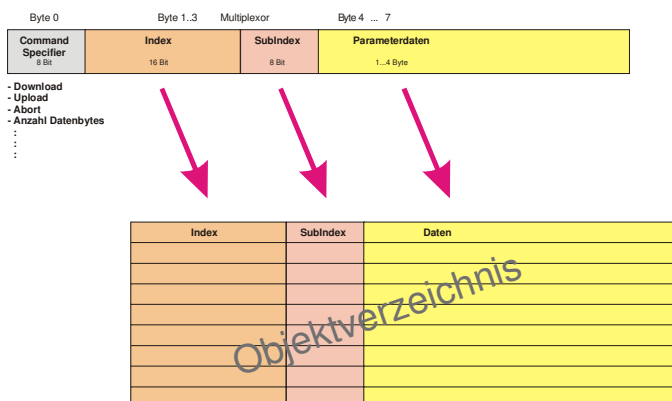 Byte 0 Byte 1..3 Multiplexor Byte 4 ... 7
Command Specifier Index SubIndex Parameterdaten
8 Bit 16 Bit 8 Bit 1...4 Byte
- Download
- Upload
- Abort
- Anzahl Datenbytes
:
:
:
Index SubIndex Daten
Objektverzeichnis